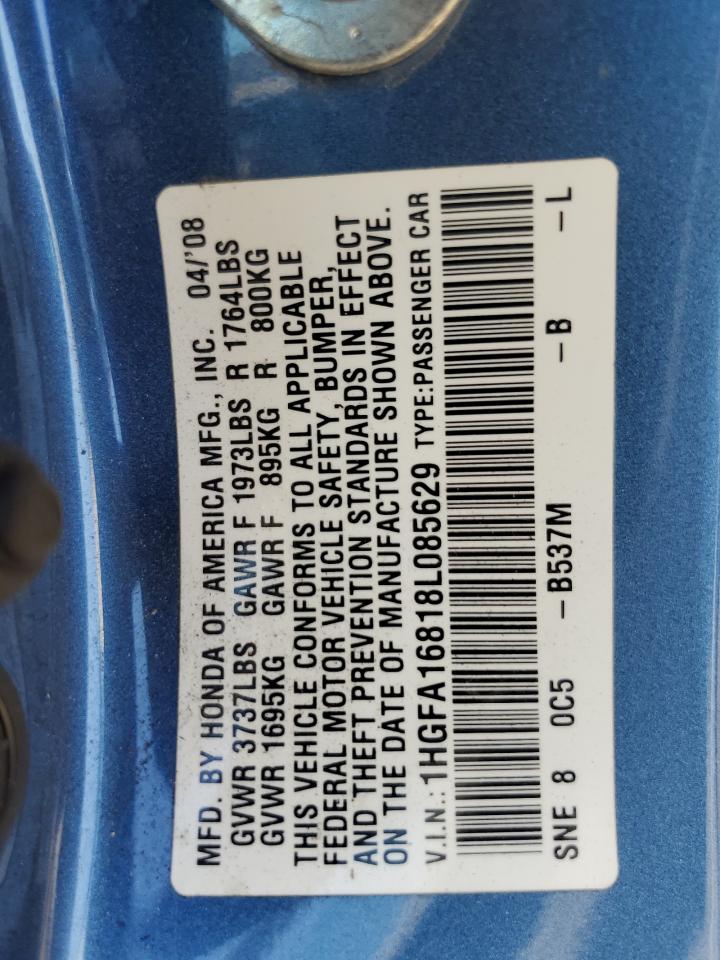 MFD. BY HONDA OF AMERICA MFG., INC. 04/'08
GVWR 3737LBS GAWR F 1973LBS R 1764LBS
GVWR 1695KG GAWR F 895KG R 800KG
THIS VEHICLE CONFORMS TO ALL APPLICABLE
FEDERAL MOTOR VEHICLE SAFETY, BUMPER,
AND THEFT PREVENTION STANDARDS IN EFFECT
ON THE DATE OF MANUFACTURE SHOWN ABOVE.
V.I.N.: 1HGFA16818L085629 TYPE:PASSENGER CAR
SNE 8 0C5 -B537M -B -L